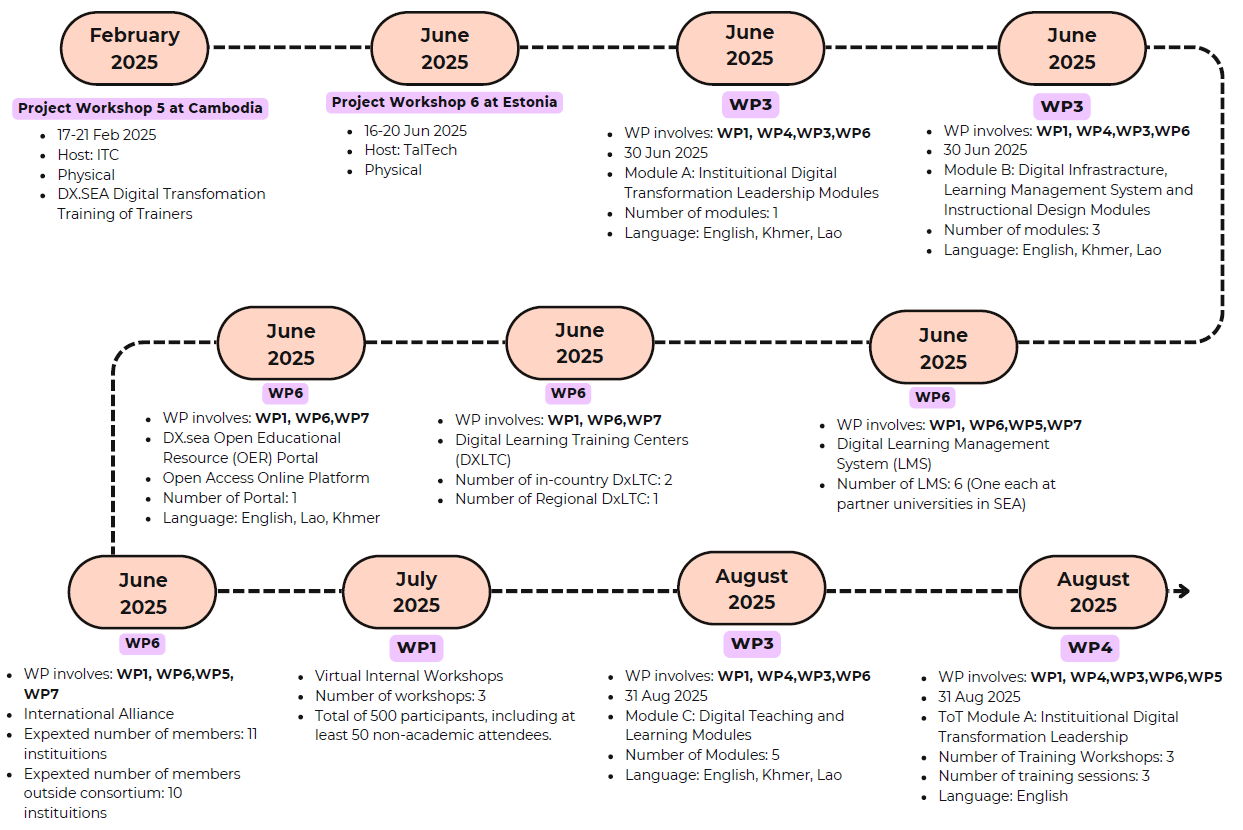 February
2025
Project Workshop 5 at Cambodia
• 17-21 Feb 2025
• Host: ITC
• Physical
• DX.SEA Digital Transfomation
Training of Trainers
June
2025
Project Workshop 6 at Estonia
• 16-20 Jun 2025
• Host: TalTech
• Physical
June
2025
WP3
• WP involves: WP1, WP4,WP3,WP6
• 30 Jun 2025
• Module A: Instituitional Digital
Transformation Leadership Modules
• Number of modules: 1
• Language: English, Khmer, Lao
June
2025
WP3
• WP involves: WP1, WP4,WP3,WP6
• 30 Jun 2025
• Module B: Digital Infrastracture,
Learning Management System and
Instructional Design Modules
• Number of modules: 3
• Language: English, Khmer, Lao
June
2025
WP6
• WP involves: WP1, WP6,WP7
• DX.sea Open Educational
Resource (OER) Portal
• Open Access Online Platform
• Number of Portal: 1
• Language: English, Lao, Khmer
June
2025
WP6
• WP involves: WP1, WP6,WP7
• Digital Learning Training Centers
(DXLTC)
• Number of in-country DxLTC: 2
• Number of Regional DxLTC: 1
June
2025
WP6
• WP involves: WP1, WP6,WP5,WP7
• Digital Learning Management
System (LMS)
• Number of LMS: 6 (One each at
partner universities in SEA)
June
2025
WP6
• WP involves: WP1, WP6,WP5,
WP7
• International Alliance
• Expexted number of members: 11
instituitions
• Expexted number of members
outside consortium: 10
instituitions
July
2025
WP1
• Virtual Internal Workshops
• Number of workshops: 3
• Total of 500 participants, including at
least 50 non-academic attendees.
August
2025
WP3
• WP involves: WP1, WP4,WP3,WP6
• 31 Aug 2025
• Module C: Digital Teaching and
Learning Modules
• Number of Modules: 5
• Language: English, Khmer, Lao
August
2025
WP4
• WP involves: WP1, WP4,WP3,WP6,WP5
• 31 Aug 2025
• ToT Module A: Instituitional Digital
Transformation Leadership
• Number of Training Workshops: 3
• Number of training sessions: 3
• Language: English